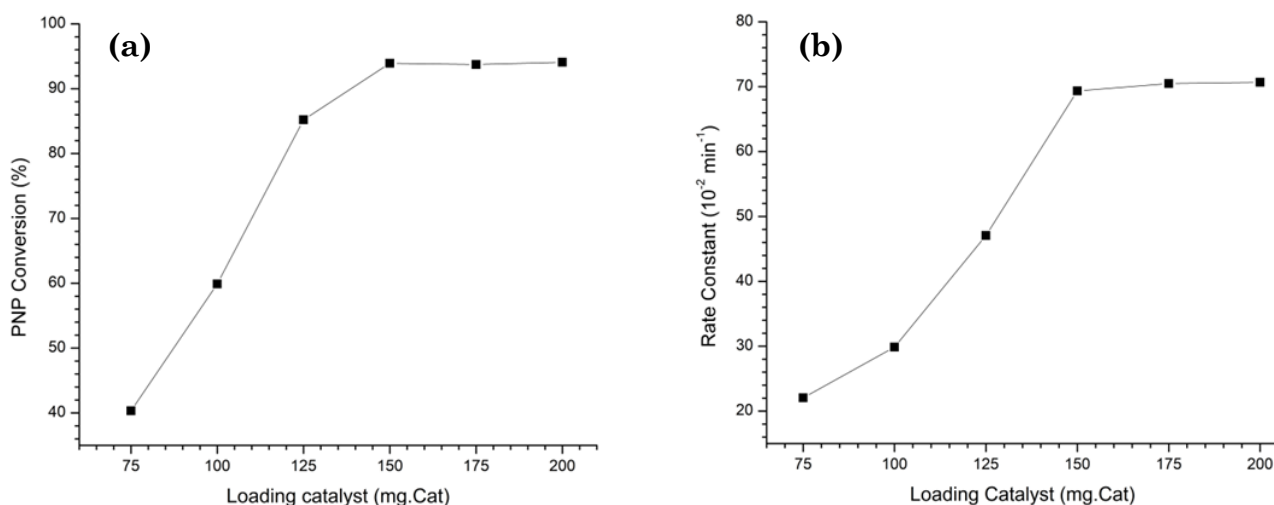 (a)
100
90
80
70
60
50
40
PNP Conversion (%)
75 100 125 150 175 200
Loading catalyst (mg.Cat)
(b)
80
70
60
50
40
30
20
Rate Constant (10⁻² min⁻¹)
75 100 125 150 175 200
Loading Catalyst (mg.Cat)